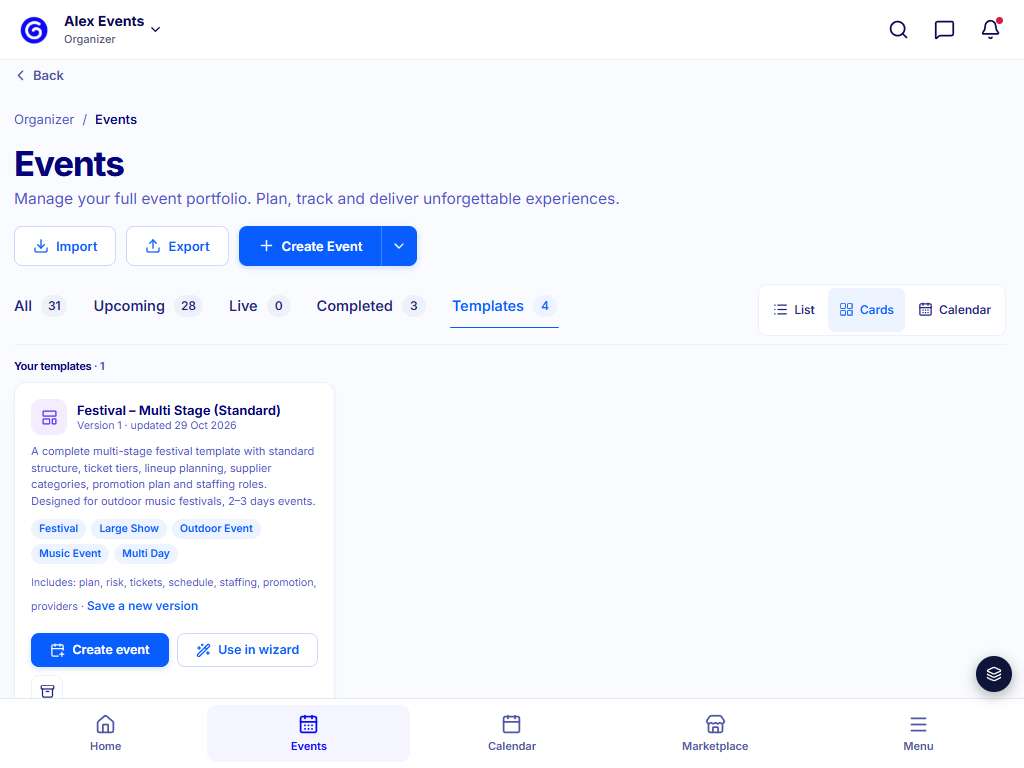 Alex Events
Organizer
Back
Organizer / Events
Events
Manage your full event portfolio. Plan, track and deliver unforgettable experiences.
Import
Export
Create Event
All 31
Upcoming 28
Live 0
Completed 3
Templates 4
List
Cards
Calendar
Your templates · 1
Festival – Multi Stage (Standard)
Version 1 · updated 29 Oct 2026
A complete multi-stage festival template with standard
structure, ticket tiers, lineup planning, supplier
categories, promotion plan and staffing roles.
Designed for outdoor music festivals, 2–3 days events.
Festival
Large Show
Outdoor Event
Music Event
Multi Day
Includes: plan, risk, tickets, schedule, staffing, promotion,
providers · Save a new version
Create event
Use in wizard
Home
Events
Calendar
Marketplace
Menu